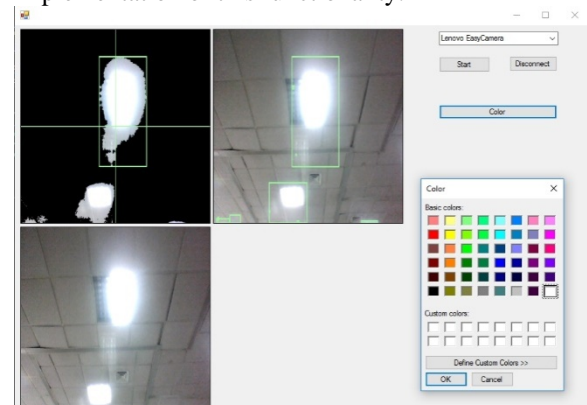 Lenovo EasyCamera
Start
Disconnect
Color
Color
Basic colors:
Custom colors:
Define Custom Colors >>
OK
Cancel